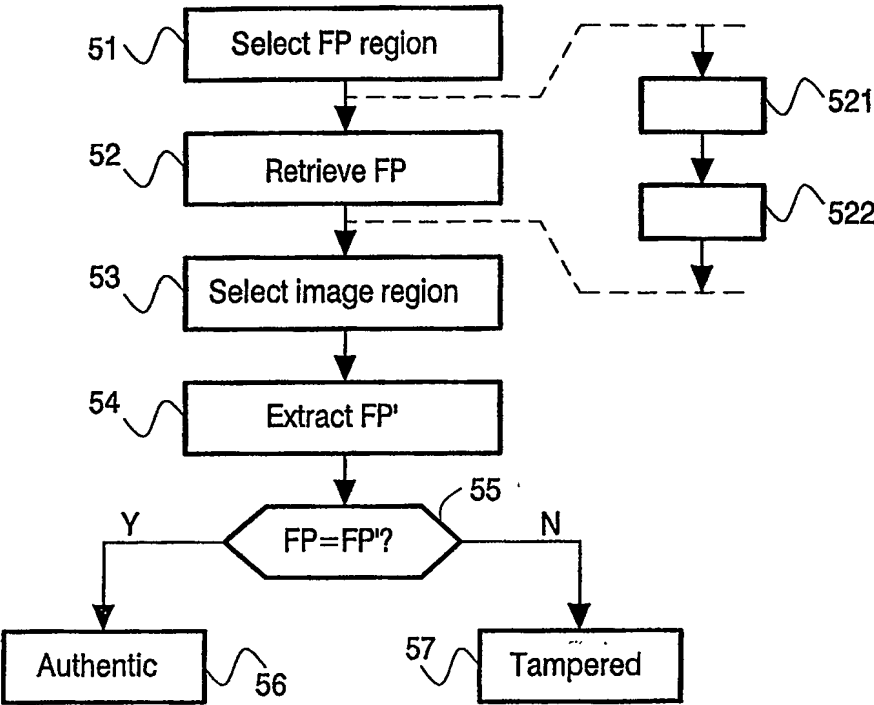 51
Select FP region
521
52
Retrieve FP
522
53
Select image region
54
Extract FP'
55
Y
FP=FP'?
N
Authentic
56
57
Tampered